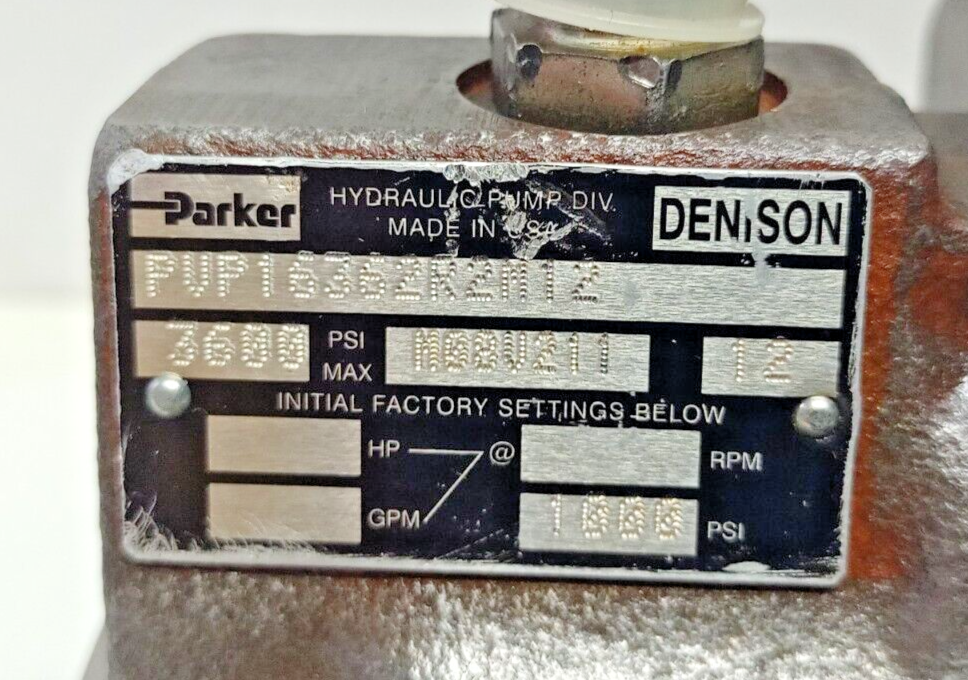 Parker HYDRAULIC PUMP DIV. DENISON
MADE IN USA
PVP16362R2M12
3600 PSI MAX 12
INITIAL FACTORY SETTINGS BELOW
HP @ RPM
GPM 1000 PSI